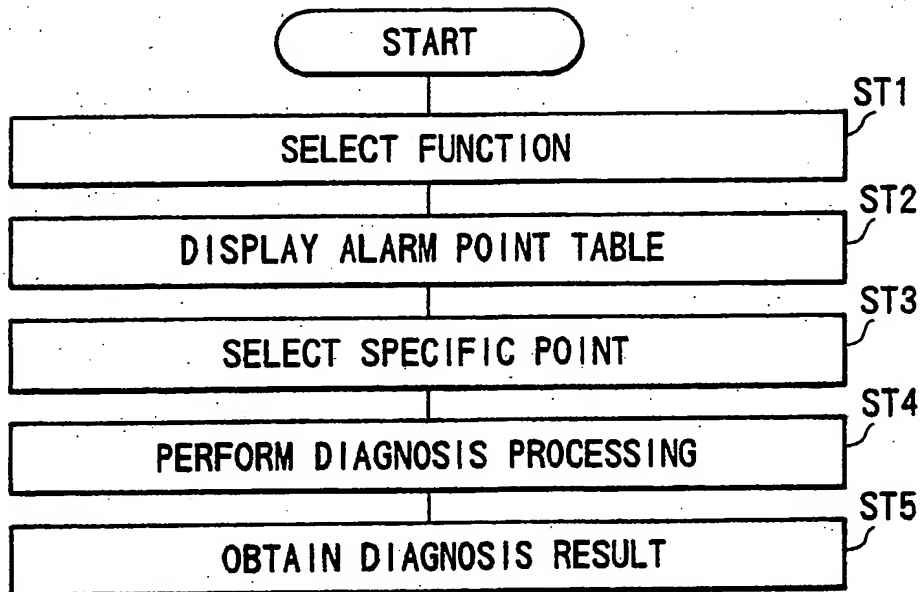 START
ST1
SELECT FUNCTION
ST2
DISPLAY ALARM POINT TABLE
ST3
SELECT SPECIFIC POINT
ST4
PERFORM DIAGNOSIS PROCESSING
ST5
OBTAIN DIAGNOSIS RESULT